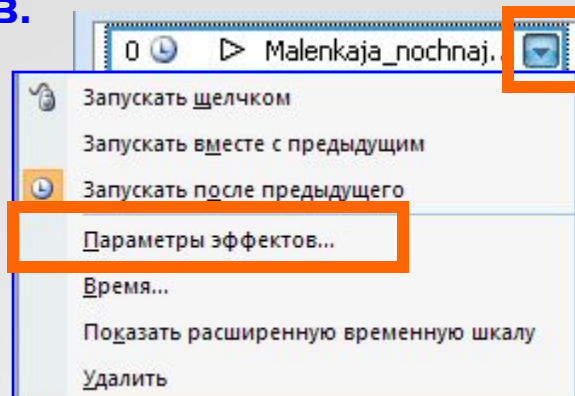 в.
0 Malenkaja_nochnaj...
Запускать щелчком
Запускать вместе с предыдущим
Запускать после предыдущего
Параметры эффектов...
Время...
Показать расширенную временную шкалу
Удалить